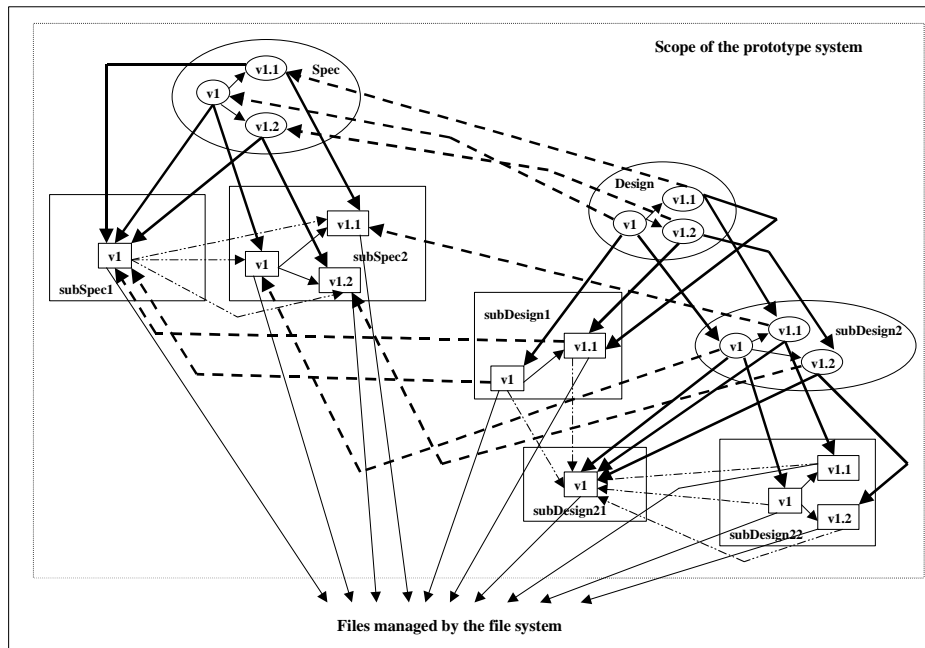 Scope of the prototype system
Spec
v1.1
v1
v1.2
Design
v1.1
v1
v1.2
v1
subSpec1
v1.1
v1
subSpec2
v1.2
subDesign1
v1.1
v1
v1.1
subDesign2
v1
v1.2
v1
subDesign21
v1.1
v1
v1.2
subDesign22
Files managed by the file system